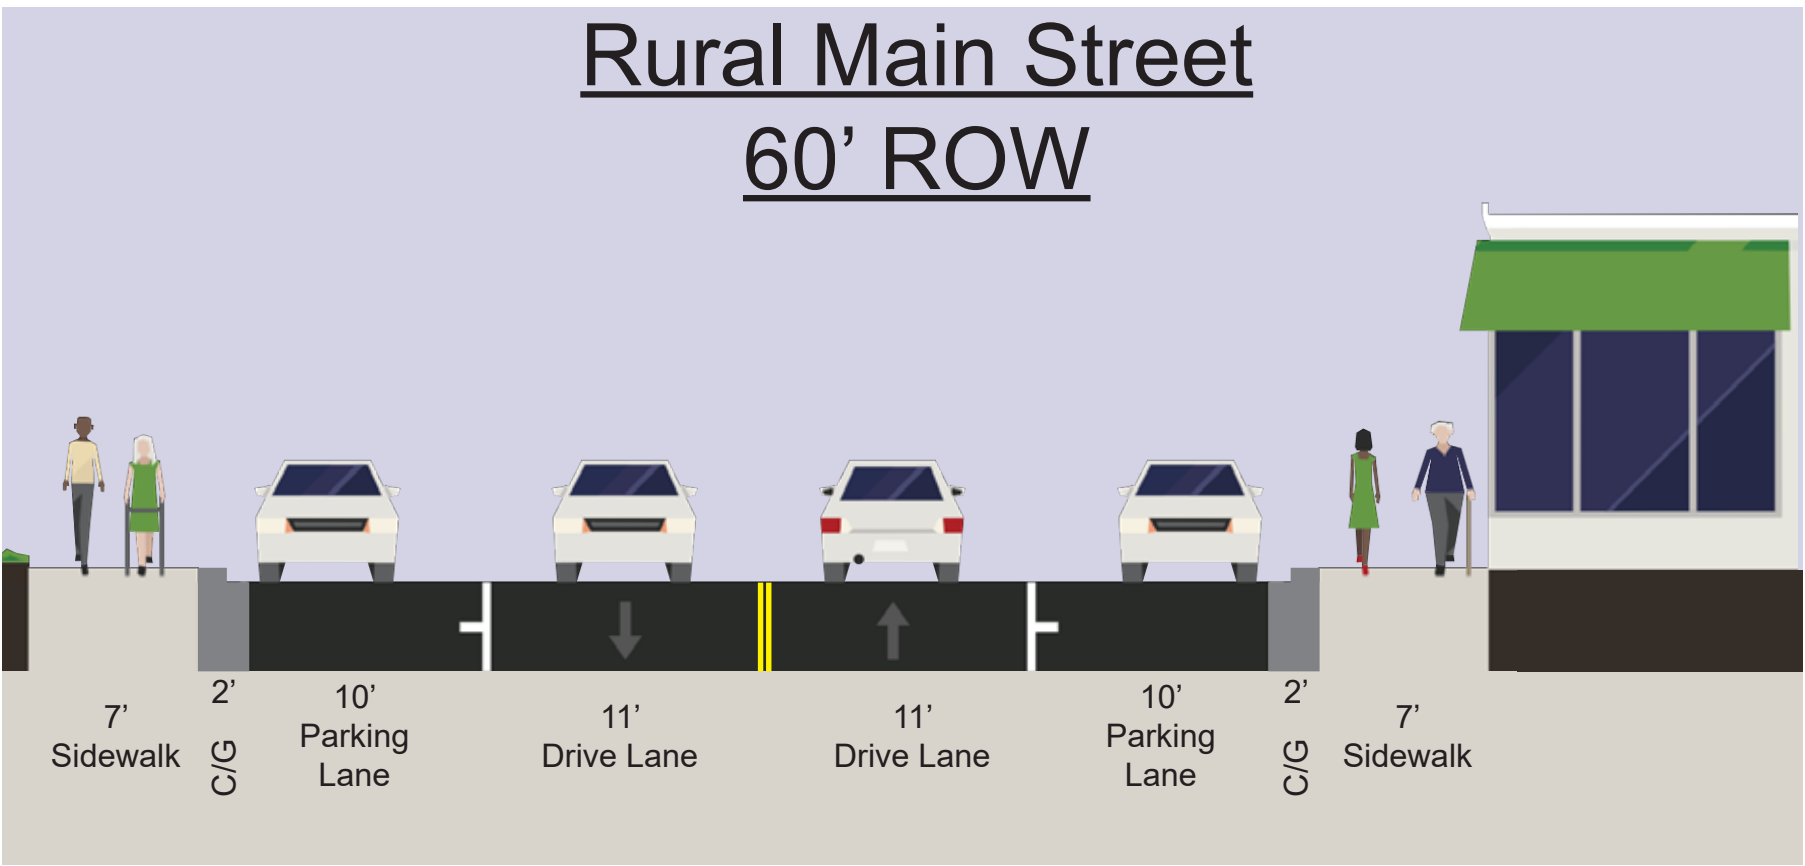 Rural Main Street
60’ ROW
7’
Sidewalk
2’
C/G
10’
Parking
Lane
11’
Drive Lane
11’
Drive Lane
10’
Parking
Lane
2’
C/G
7’
Sidewalk